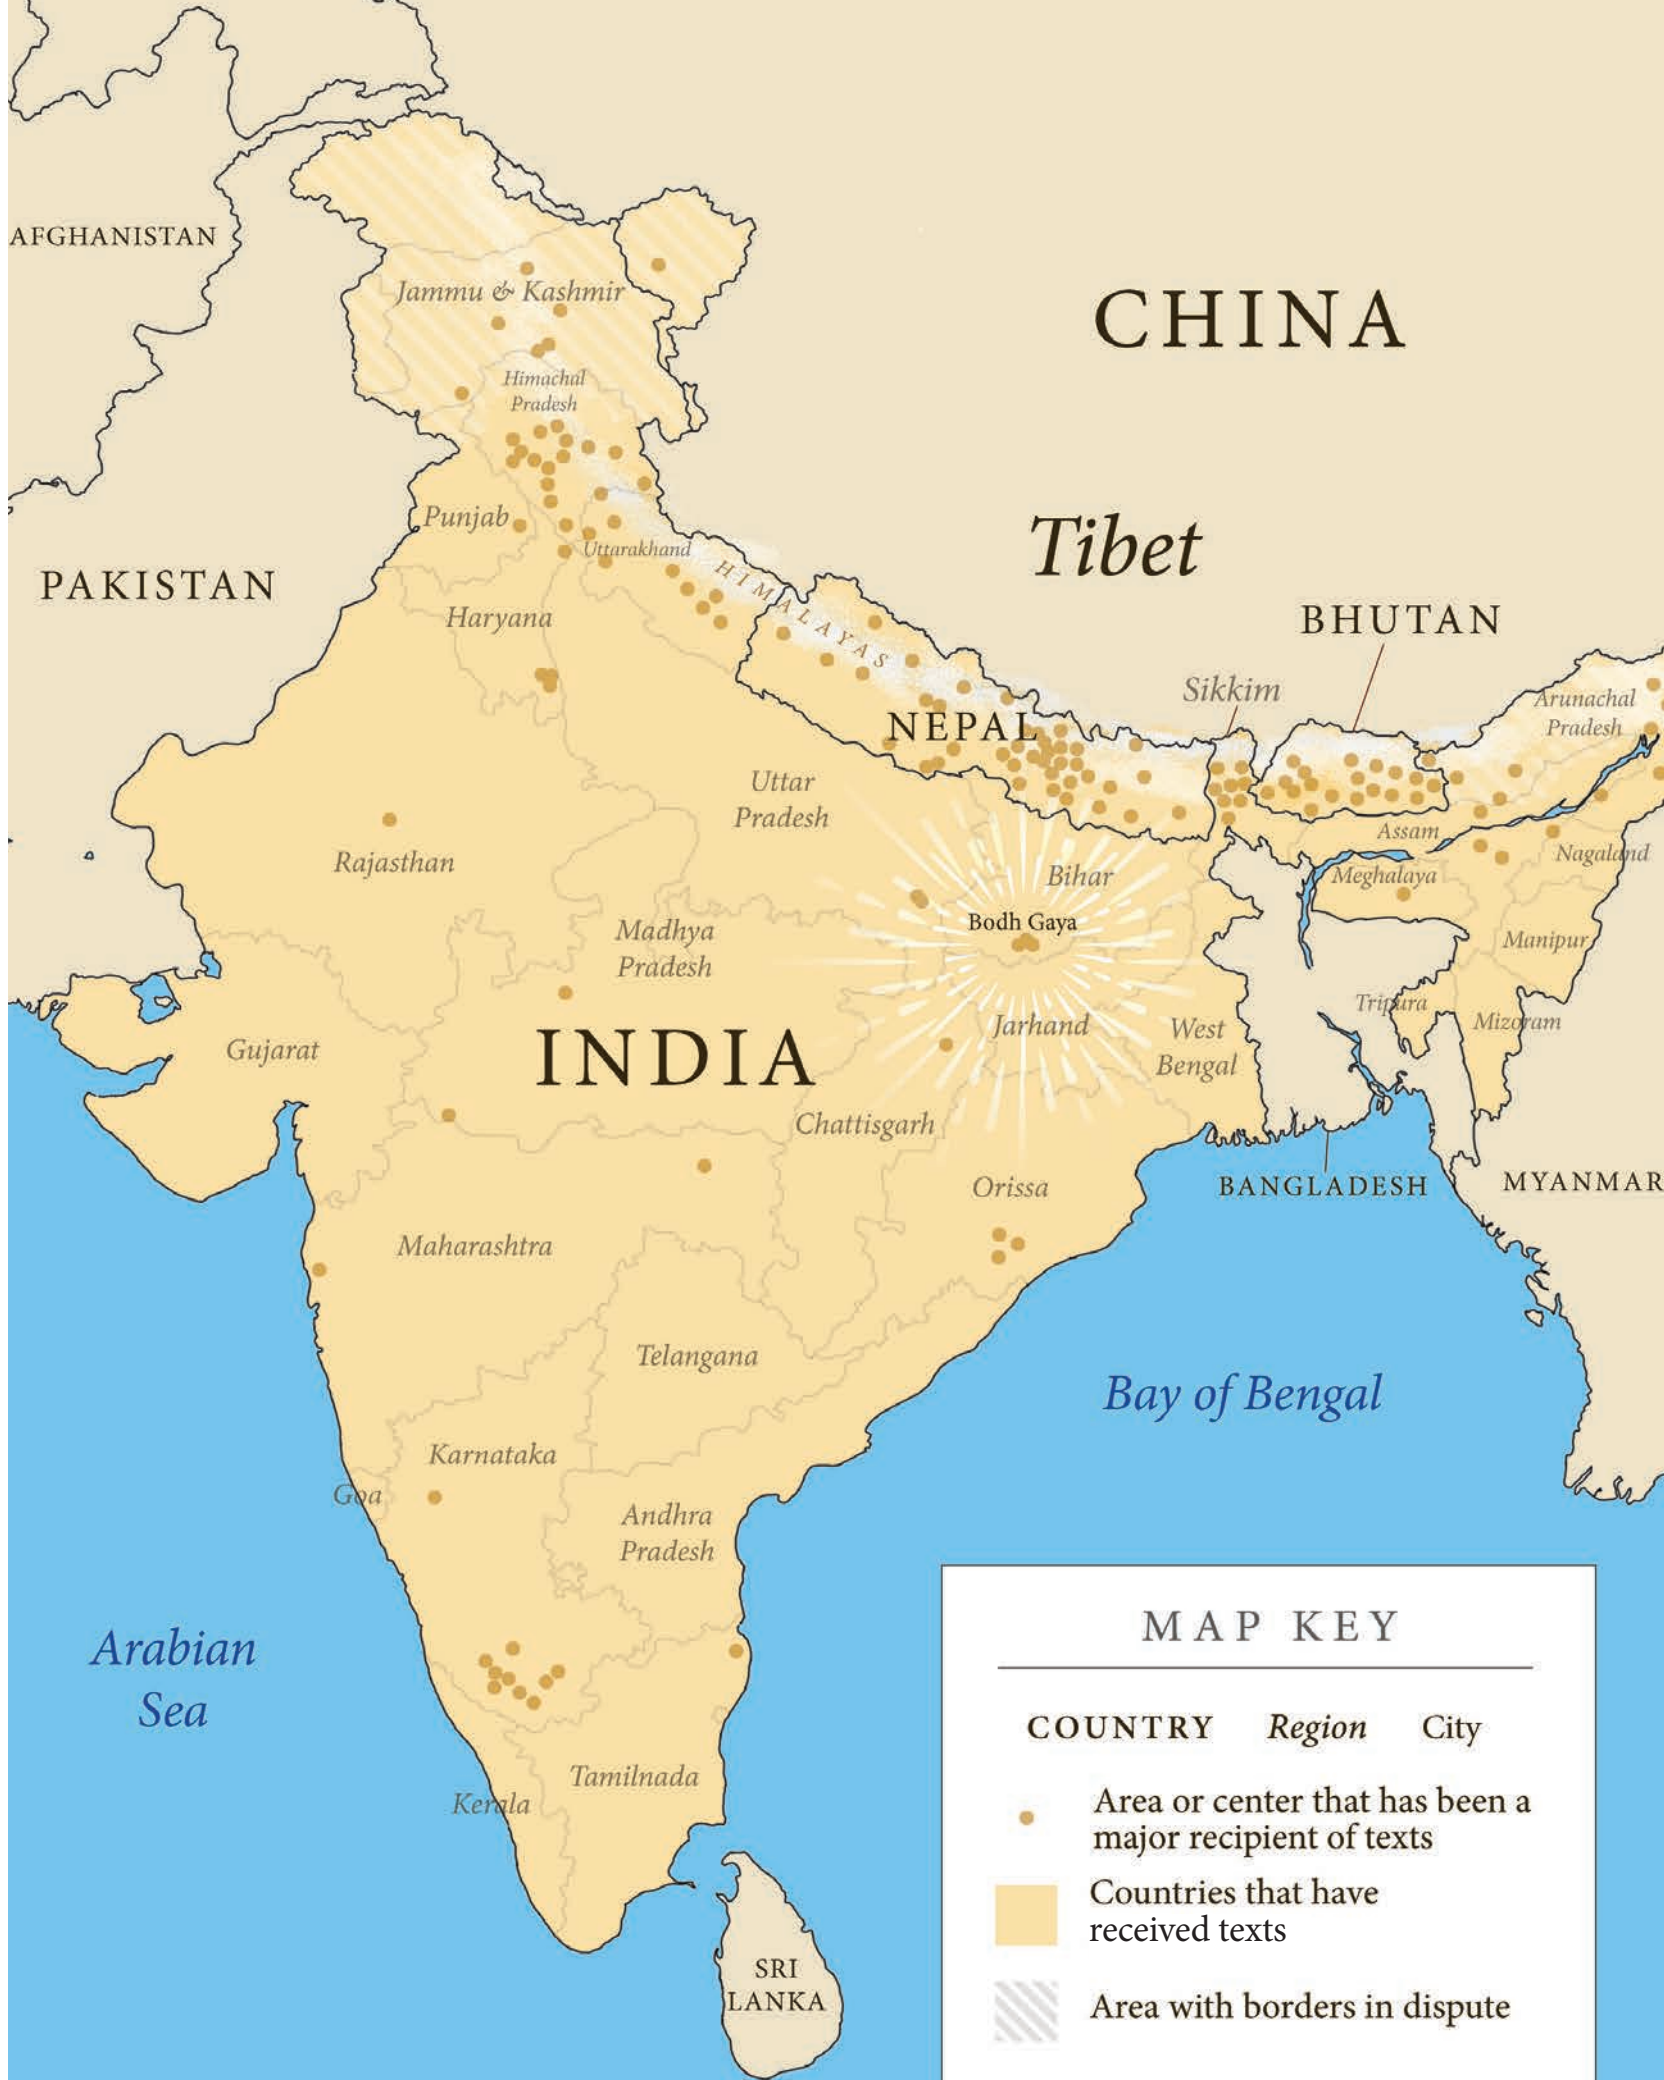 AFGHANISTAN
Jammu & Kashmir
CHINA
Himachal
Pradesh
Punjab
Tibet
Uttarakhand
HIMALAYAS
PAKISTAN
Haryana
BHUTAN
Sikkim
Arunachal
Pradesh
NEPAL
Uttar
Pradesh
Assam
Rajasthan
Nagaland
Bihar
Meghalaya
Bodh Gaya
Madhya
Pradesh
Manipur
Tripura
Mizoram
Jarhand
West
Bengal
INDIA
Gujarat
Chattisgarh
Orissa
BANGLADESH
MYANMAR
Maharashtra
Telangana
Bay of Bengal
Karnataka
Goa
Andhra
Pradesh
Arabian
Sea
Tamilnada
Kerala
SRI
LANKA
MAP KEY
COUNTRY Region City
Area or center that has been a
major recipient of texts
Countries that have
received texts
Area with borders in dispute